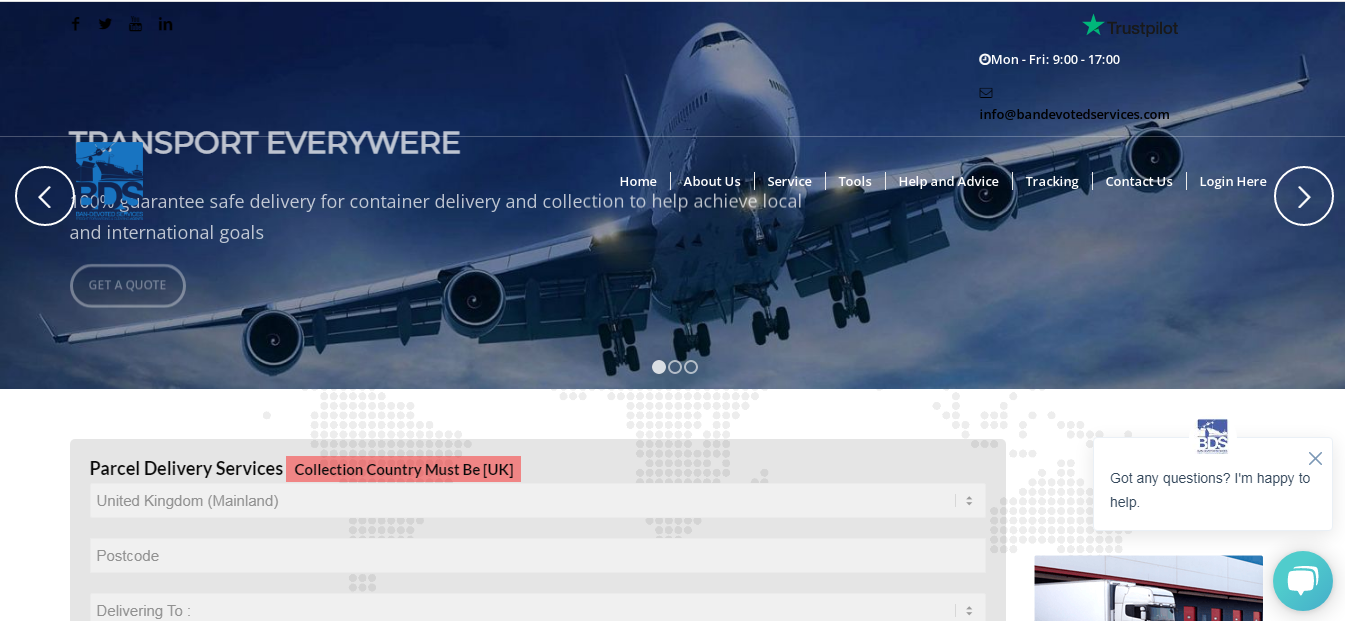 Trustpilot
Mon - Fri: 9:00 - 17:00
info@bandevotedservices.com
TRANSPORT EVERYWERE
BDS
BAN-DEVOTED SERVICES
Home
About Us
Service
Tools
Help and Advice
Tracking
Contact Us
Login Here
100% guarantee safe delivery for container delivery and collection to help achieve local
and international goals
GET A QUOTE
Parcel Delivery Services Collection Country Must Be [UK]
United Kingdom (Mainland)
Postcode
Delivering To :
BDS
Got any questions? I'm happy to
help.